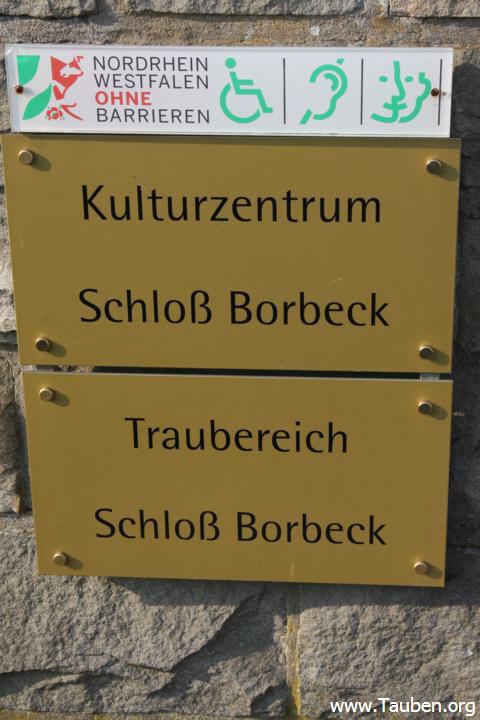 NORDRHEIN
WESTFALEN
OHNE
BARRIEREN
Kulturzentrum
Schloß Borbeck
Traubereich
Schloß Borbeck
www.Tauben.org